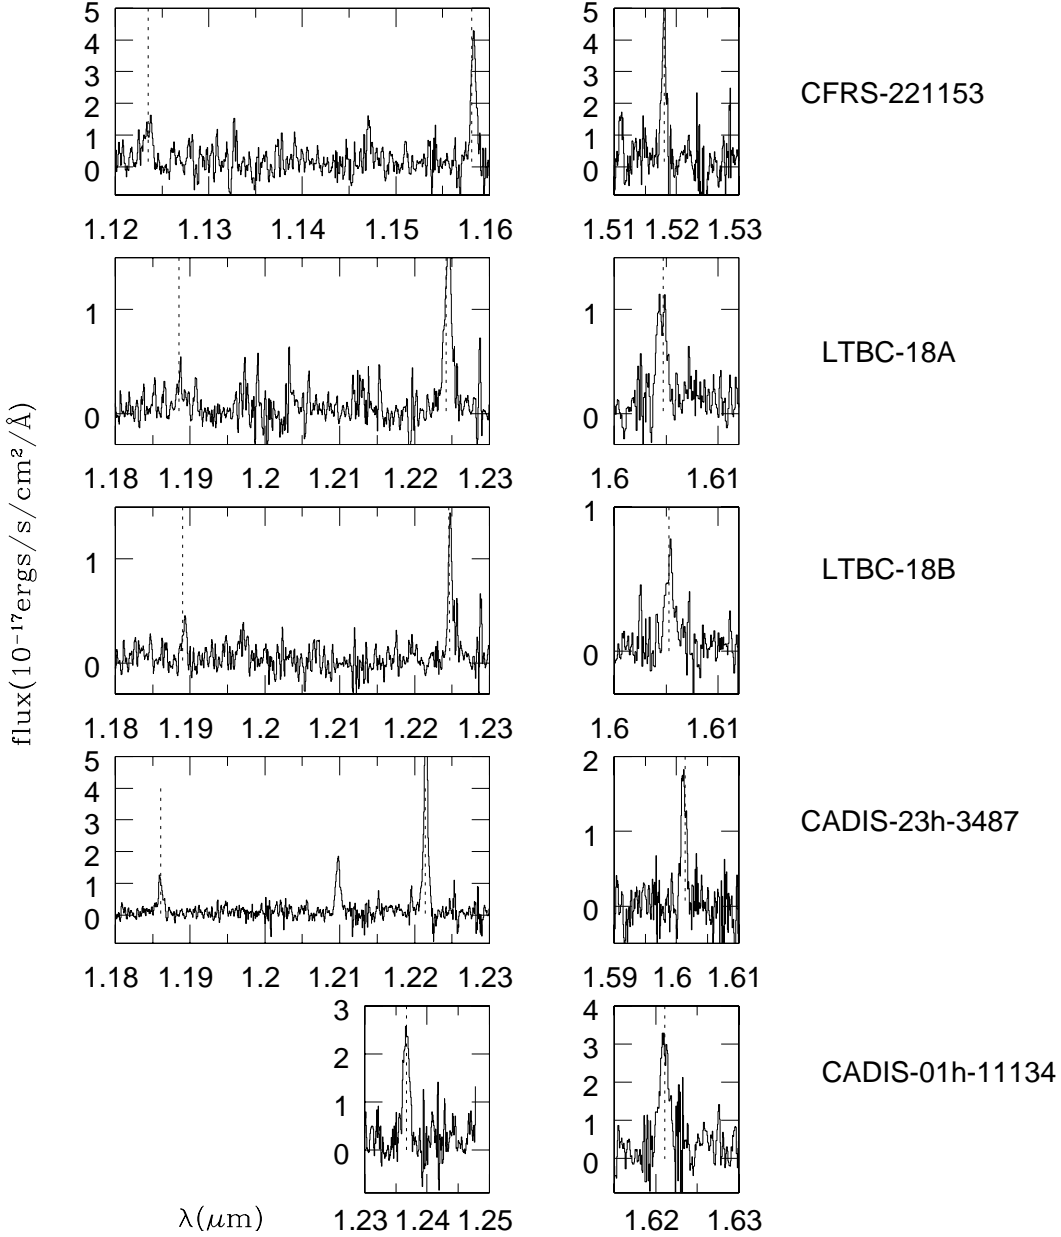 5
4
3
2
1
0
1.12 1.13 1.14 1.15 1.16
1.51 1.52 1.53
CFRS-221153
1
0
1.18 1.19 1.2 1.21 1.22 1.23
1
0
1.6 1.61
LTBC-18A
1
0
1.18 1.19 1.2 1.21 1.22 1.23
1
0
1.6 1.61
LTBC-18B
5
4
3
2
1
0
1.18 1.19 1.2 1.21 1.22 1.23
2
1
0
1.59 1.6 1.61
CADIS-23h-3487
3
2
1
0
1.23 1.24 1.25
4
3
2
1
0
1.62 1.63
CADIS-01h-11134
flux(10⁻¹⁷ergs/s/cm²/Å)
λ(μm)
5
4
3
2
1
0